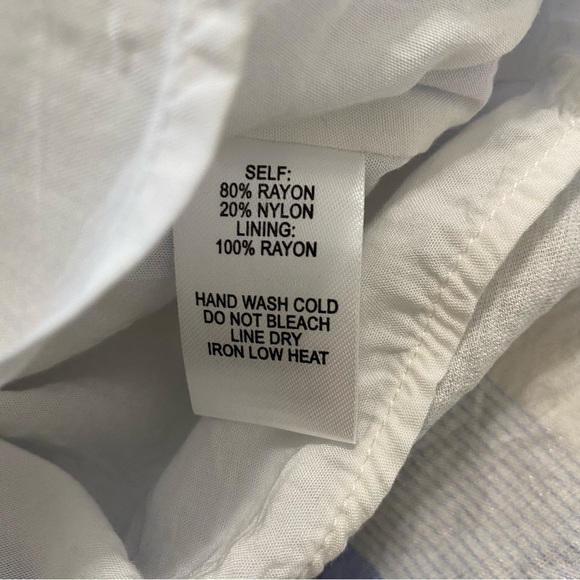 SELF:
80% RAYON
20% NYLON
LINING:
100% RAYON
HAND WASH COLD
DO NOT BLEACH
LINE DRY
IRON LOW HEAT